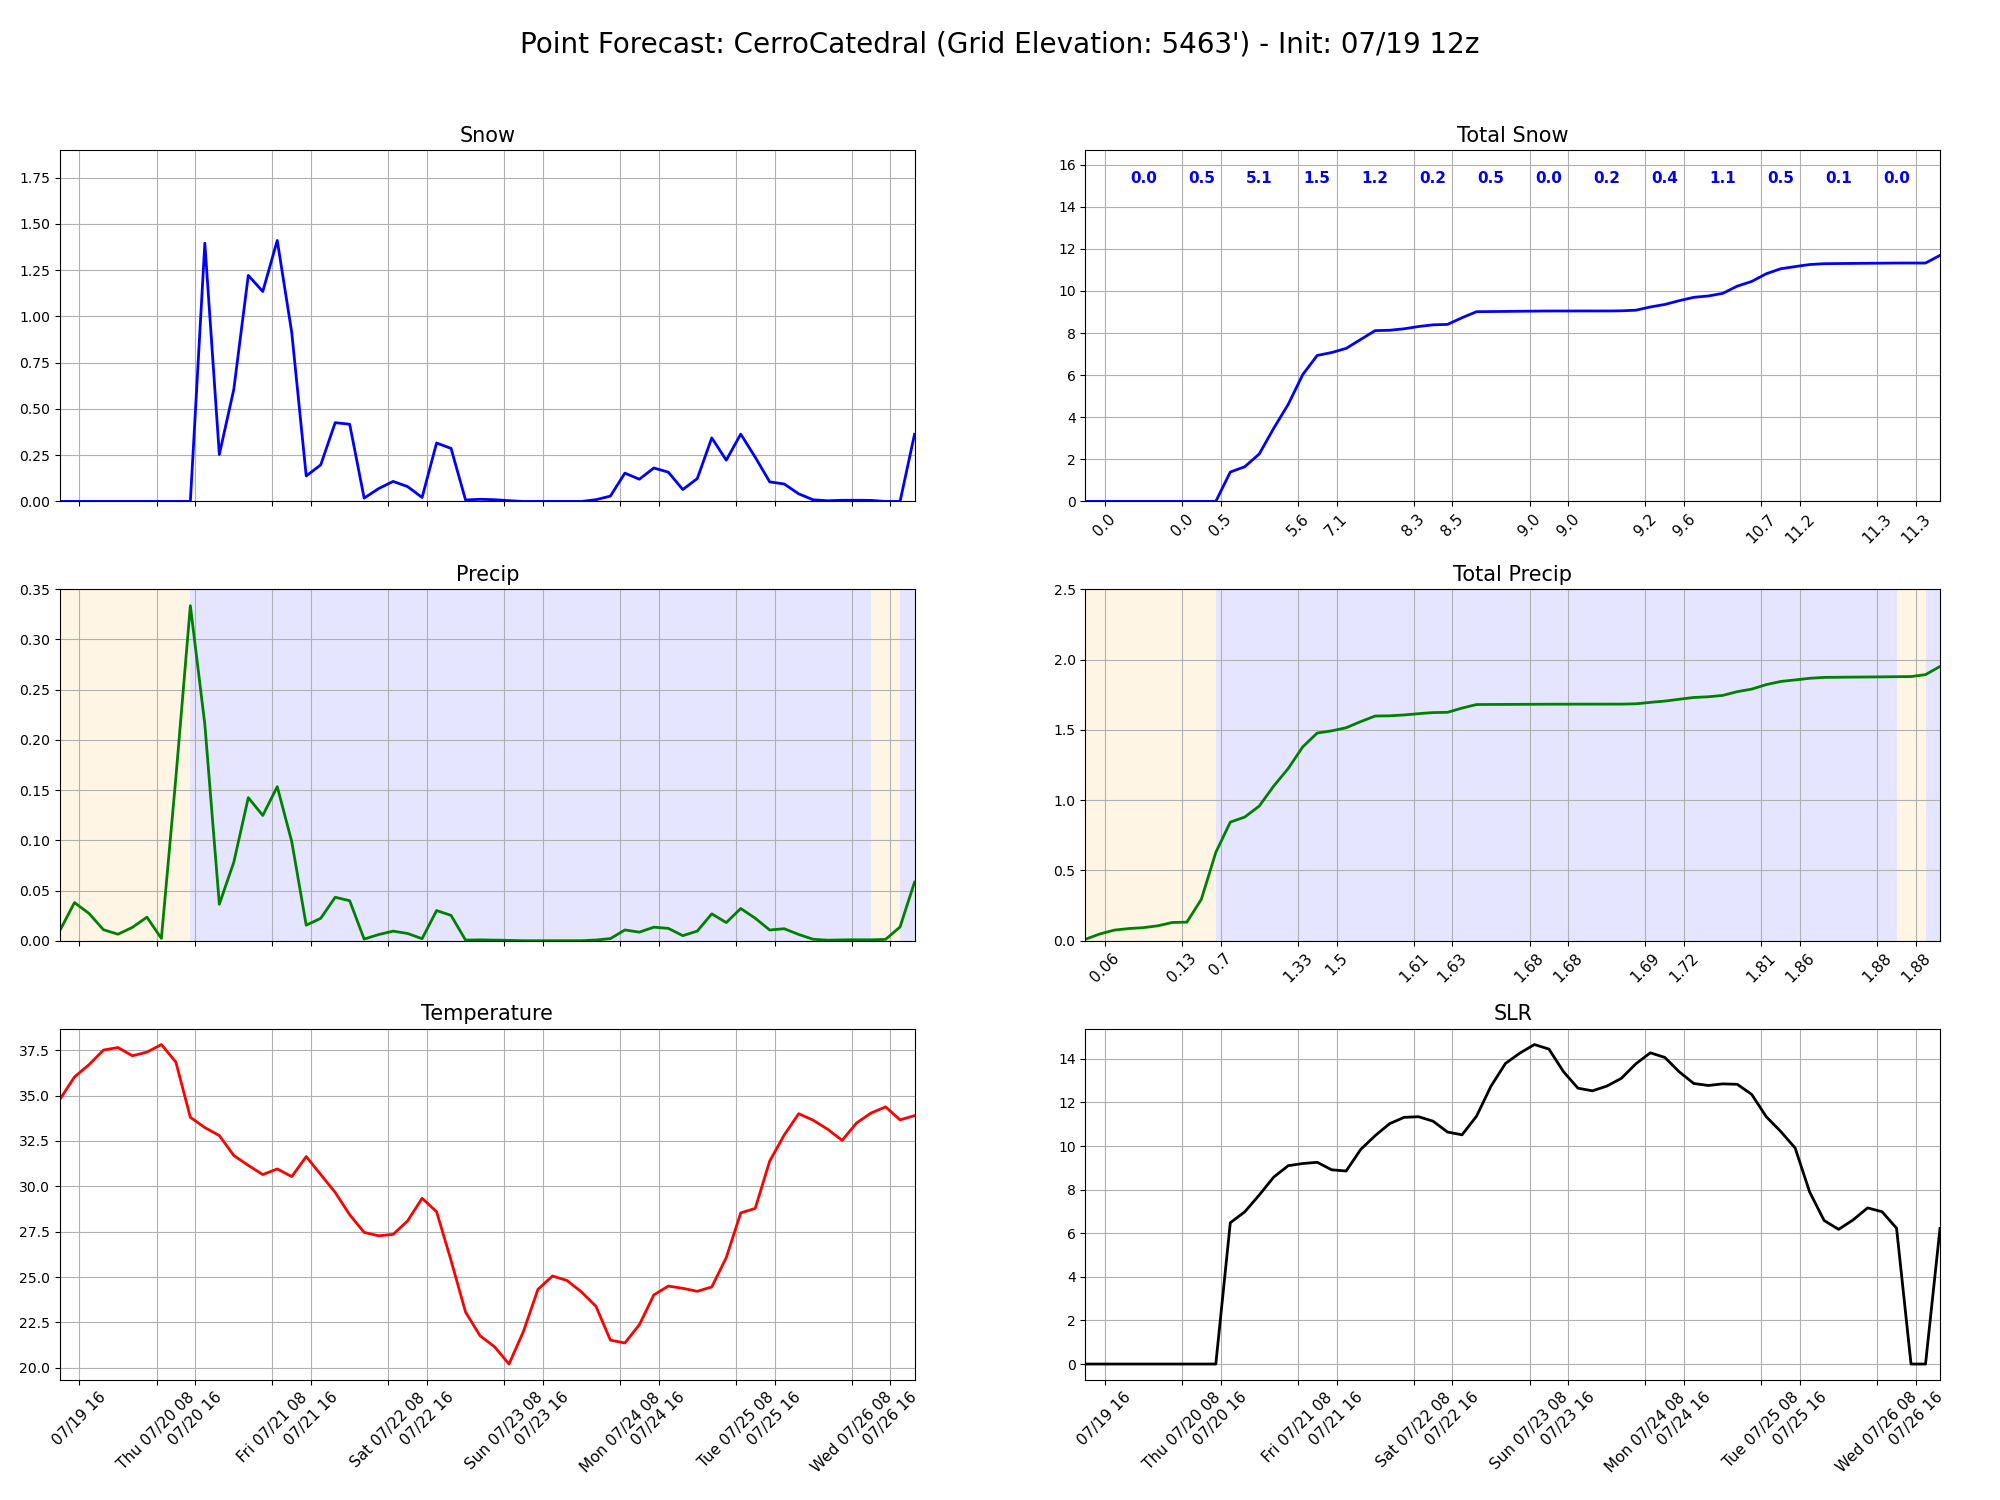 Point Forecast: CerroCatedral (Grid Elevation: 5463') - Init: 07/19 12z
Snow
1.75
1.50
1.25
1.00
0.75
0.50
0.25
0.00
Total Snow
16
14
12
10
8
6
4
2
0
0.0 0.5 5.1 1.5 1.2 0.2 0.5 0.0 0.2 0.4 1.1 0.5 0.1 0.0
0.0 0.0 0.5 5.6 7.1 8.3 8.5 9.0 9.0 9.2 9.6 10.7 11.2 11.3 11.3
Precip
0.35
0.30
0.25
0.20
0.15
0.10
0.05
0.00
Total Precip
2.5
2.0
1.5
1.0
0.5
0.0
0.06 0.13 0.7 1.33 1.5 1.61 1.63 1.68 1.68 1.69 1.72 1.81 1.86 1.88 1.88
Temperature
37.5
35.0
32.5
30.0
27.5
25.0
22.5
20.0
07/19 16
Thu 07/20 08
07/20 16
Fri 07/21 08
07/21 16
Sat 07/22 08
07/22 16
Sun 07/23 08
07/23 16
Mon 07/24 08
07/24 16
Tue 07/25 08
07/25 16
Wed 07/26 08
07/26 16
SLR
14
12
10
8
6
4
2
0
07/19 16
Thu 07/20 08
07/20 16
Fri 07/21 08
07/21 16
Sat 07/22 08
07/22 16
Sun 07/23 08
07/23 16
Mon 07/24 08
07/24 16
Tue 07/25 08
07/25 16
Wed 07/26 08
07/26 16